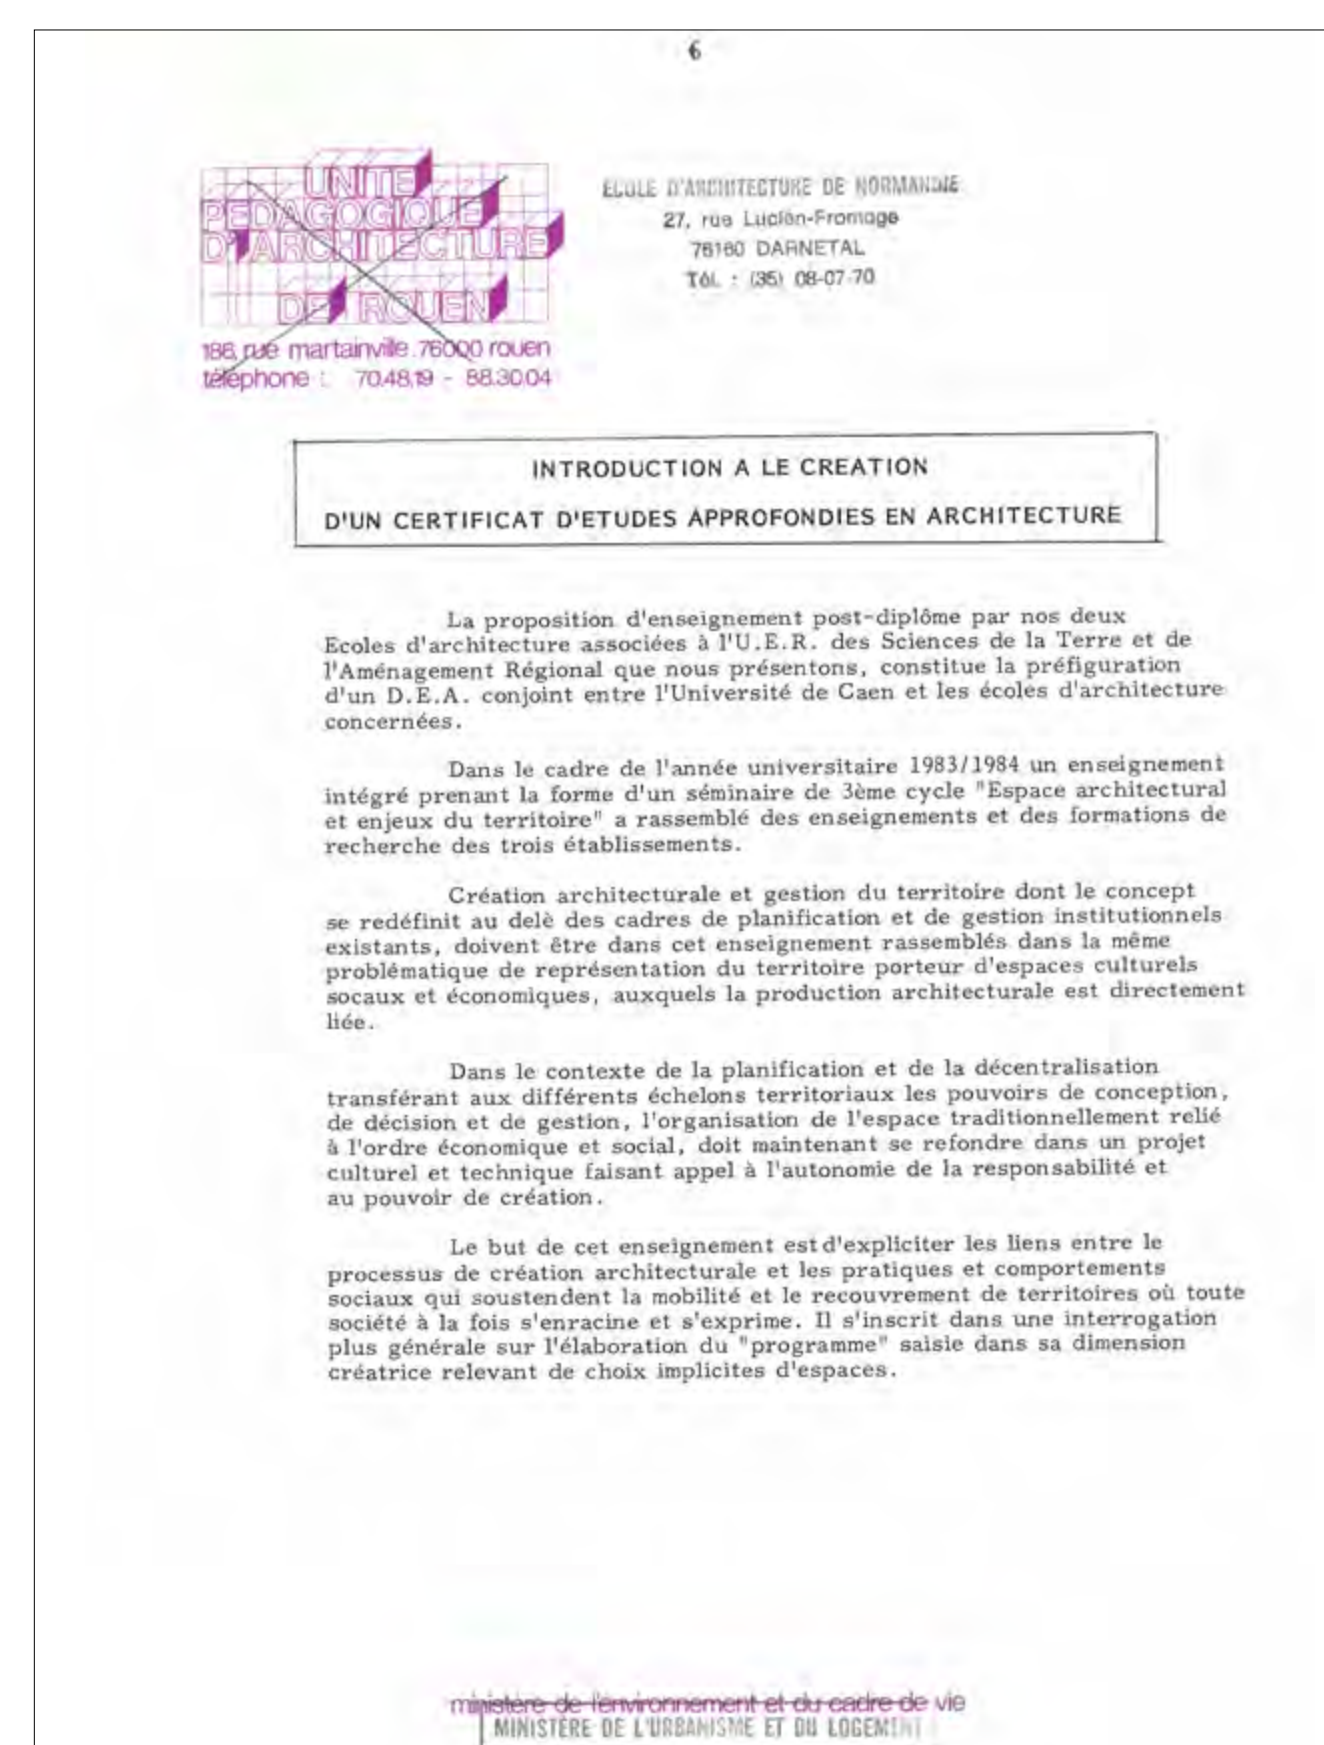 6
UNITE
PEDAGOGIQUE
D'ARCHITECTURE
DE ROUEN
186, rue martainville . 76000 rouen
téléphone : 70.48.19 - 88.30.04
ECOLE D'ARCHITECTURE DE NORMANDIE
27, rue Lucien-Fromage
76160 DARNETAL
Tél. : (35) 08-07-70
INTRODUCTION A LE CREATION
D'UN CERTIFICAT D'ETUDES APPROFONDIES EN ARCHITECTURE
La proposition d'enseignement post-diplôme par nos deux
Ecoles d'architecture associées à l'U.E.R. des Sciences de la Terre et de
l'Aménagement Régional que nous présentons, constitue la préfiguration
d'un D.E.A. conjoint entre l'Université de Caen et les écoles d'architecture
concernées.
Dans le cadre de l'année universitaire 1983/1984 un enseignement
intégré prenant la forme d'un séminaire de 3ème cycle "Espace architectural
et enjeux du territoire" a rassemblé des enseignements et des formations de
recherche des trois établissements.
Création architecturale et gestion du territoire dont le concept
se redéfinit au delè des cadres de planification et de gestion institutionnels
existants, doivent être dans cet enseignement rassemblés dans la même
problématique de représentation du territoire porteur d'espaces culturels
socaux et économiques, auxquels la production architecturale est directement
liée.
Dans le contexte de la planification et de la décentralisation
transférant aux différents échelons territoriaux les pouvoirs de conception,
de décision et de gestion, l'organisation de l'espace traditionnellement relié
à l'ordre économique et social, doit maintenant se refondre dans un projet
culturel et technique faisant appel à l'autonomie de la responsabilité et
au pouvoir de création.
Le but de cet enseignement est d'expliciter les liens entre le
processus de création architecturale et les pratiques et comportements
sociaux qui soustendent la mobilité et le recouvrement de territoires où toute
société à la fois s'enracine et s'exprime. Il s'inscrit dans une interrogation
plus générale sur l'élaboration du "programme" saisie dans sa dimension
créatrice relevant de choix implicites d'espaces.
ministère de l'environnement et du cadre de vie
MINISTÈRE DE L'URBANISME ET DU LOGEMENT